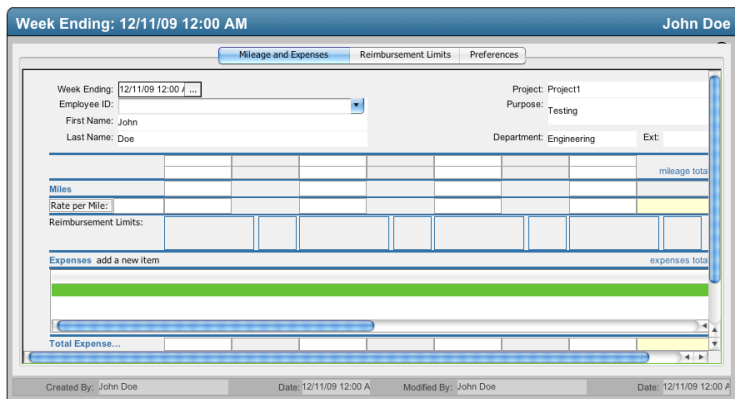 Week Ending: 12/11/09 12:00 AM John Doe
Mileage and Expenses Reimbursement Limits Preferences
Week Ending: 12/11/09 12:00 ... Project: Project1
Employee ID: Purpose: Testing
First Name: John
Last Name: Doe Department: Engineering Ext:
mileage tota
Miles
Rate per Mile:
Reimbursement Limits:
Expenses add a new item expenses tota
Total Expense...
Created By: John Doe Date: 12/11/09 12:00 A Modified By: John Doe Date: 12/11/09 12:00 A